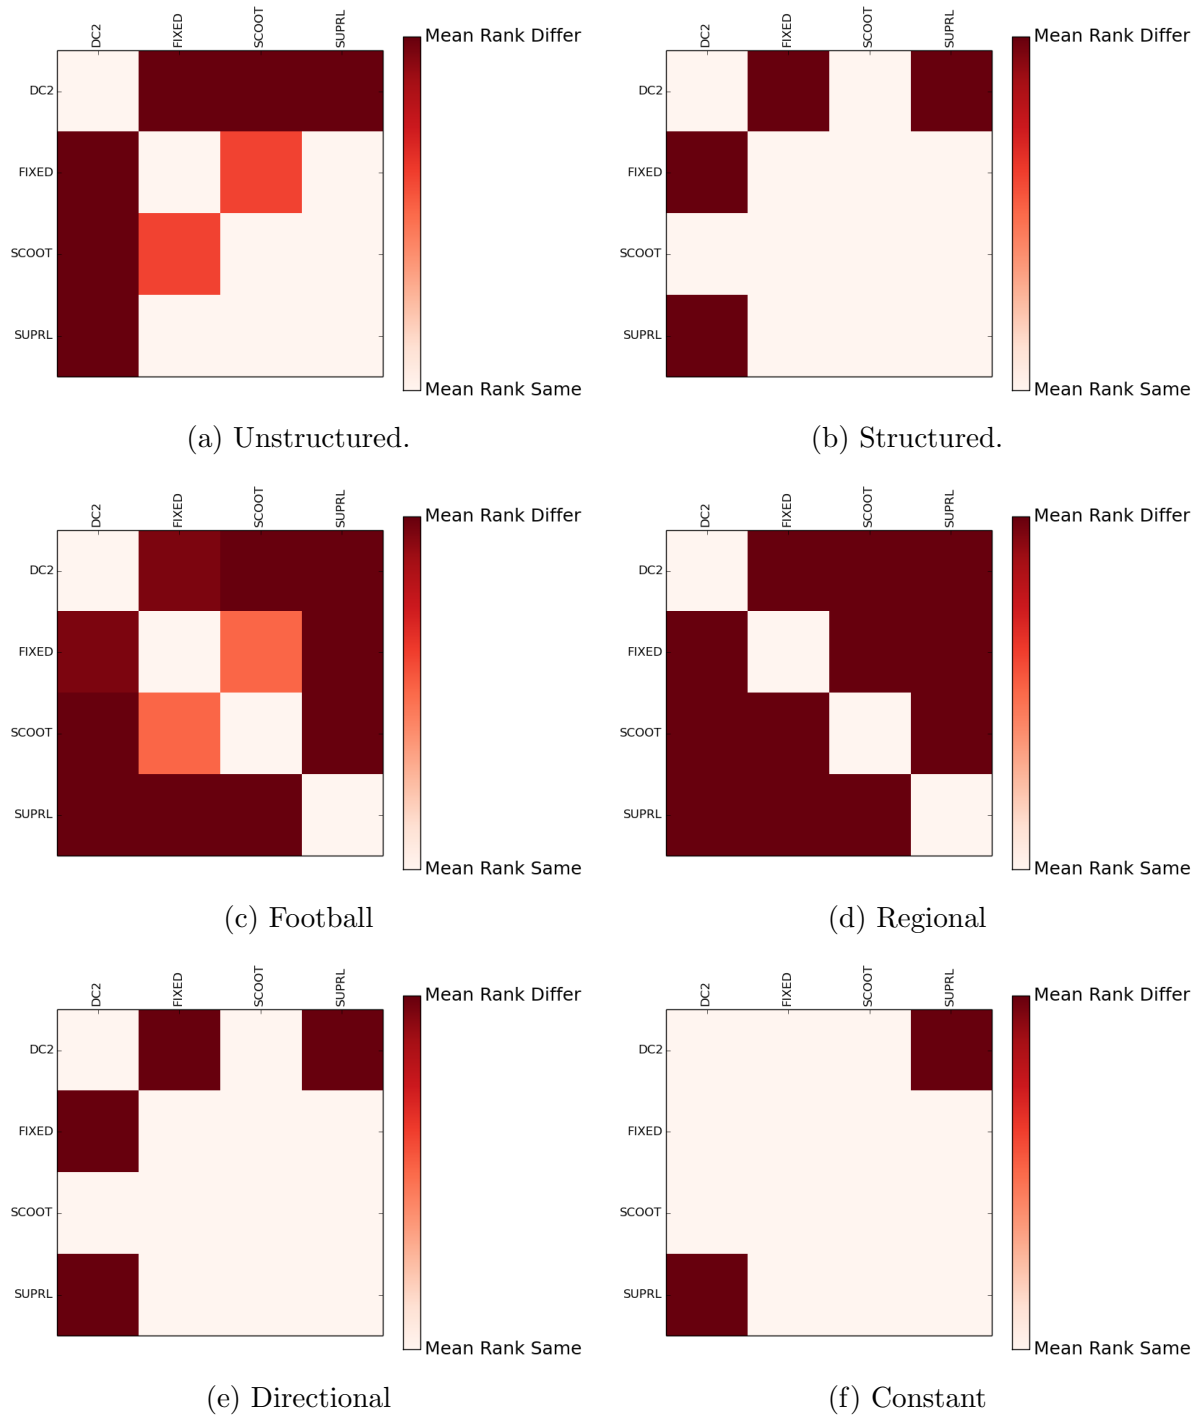 DC2 FIXED SCOOT SUPRL
Mean Rank Differ
DC2
FIXED
SCOOT
SUPRL
Mean Rank Same
(a) Unstructured.
DC2 FIXED SCOOT SUPRL
Mean Rank Differ
DC2
FIXED
SCOOT
SUPRL
Mean Rank Same
(b) Structured.
DC2 FIXED SCOOT SUPRL
Mean Rank Differ
DC2
FIXED
SCOOT
SUPRL
Mean Rank Same
(c) Football
DC2 FIXED SCOOT SUPRL
Mean Rank Differ
DC2
FIXED
SCOOT
SUPRL
Mean Rank Same
(d) Regional
DC2 FIXED SCOOT SUPRL
Mean Rank Differ
DC2
FIXED
SCOOT
SUPRL
Mean Rank Same
(e) Directional
DC2 FIXED SCOOT SUPRL
Mean Rank Differ
DC2
FIXED
SCOOT
SUPRL
Mean Rank Same
(f) Constant